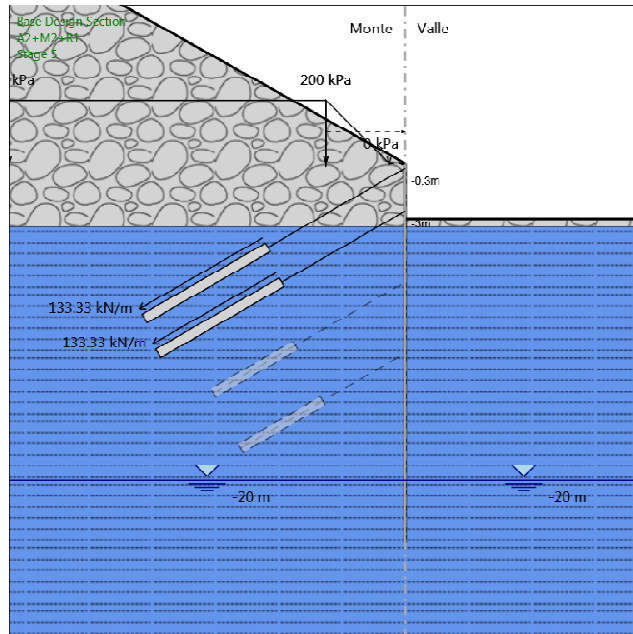 Base Design Section
A2+M2+R1
Stage 5
Monte
Valle
kPa
200 kPa
0 kPa
-0.3m
-3m
133.33 kN/m
133.33 kN/m
-20 m
-20 m